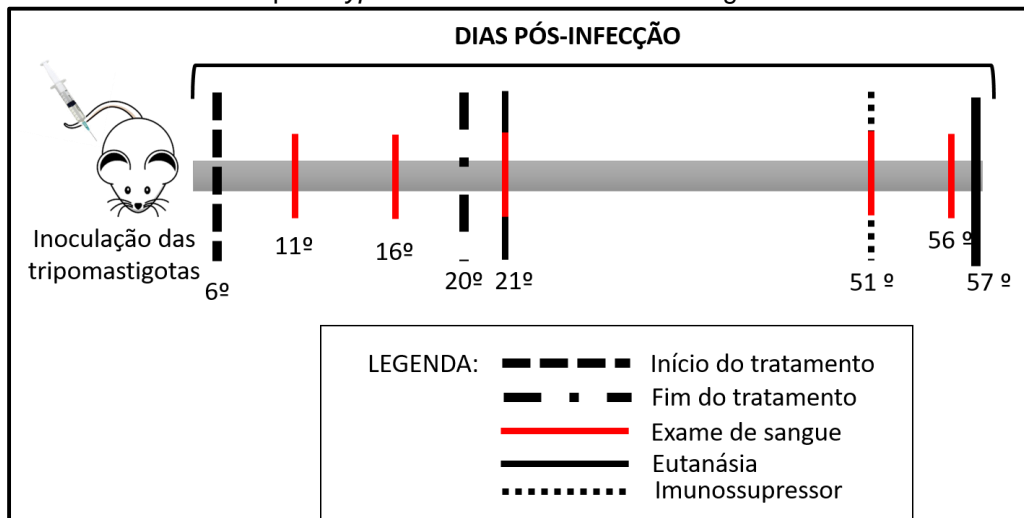 DIAS PÓS-INFECÇÃO
Inoculação das
tripomastigotas
6º
11º
16º
20º
21º
51 º
56 º
57 º
LEGENDA:
Início do tratamento
Fim do tratamento
Exame de sangue
Eutanásia
Imunossupressor